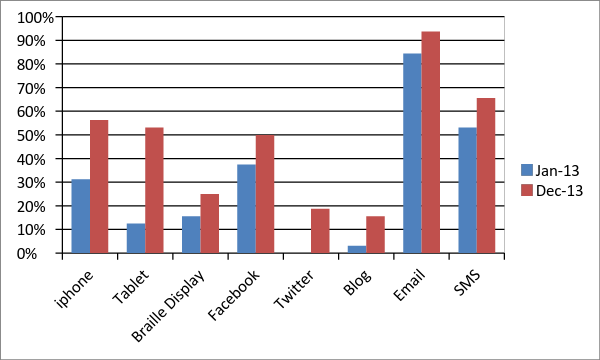 100%
90%
80%
70%
60%
50%
40%
30%
20%
10%
0%
iphone
Tablet
Braille Display
Facebook
Twitter
Blog
Email
SMS
Jan-13
Dec-13